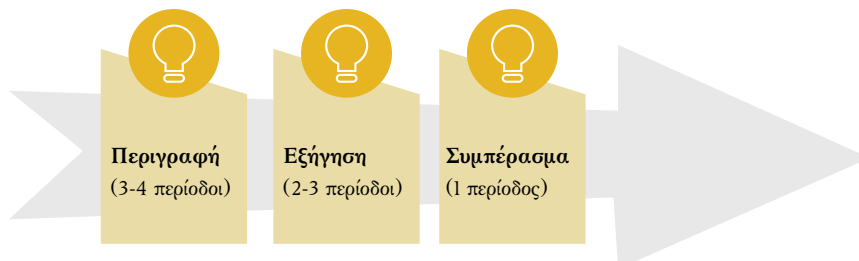 Περιγραφή
(3-4 περίοδοι)
Εξήγηση
(2-3 περίοδοι)
Συμπέρασμα
(1 περίοδος)